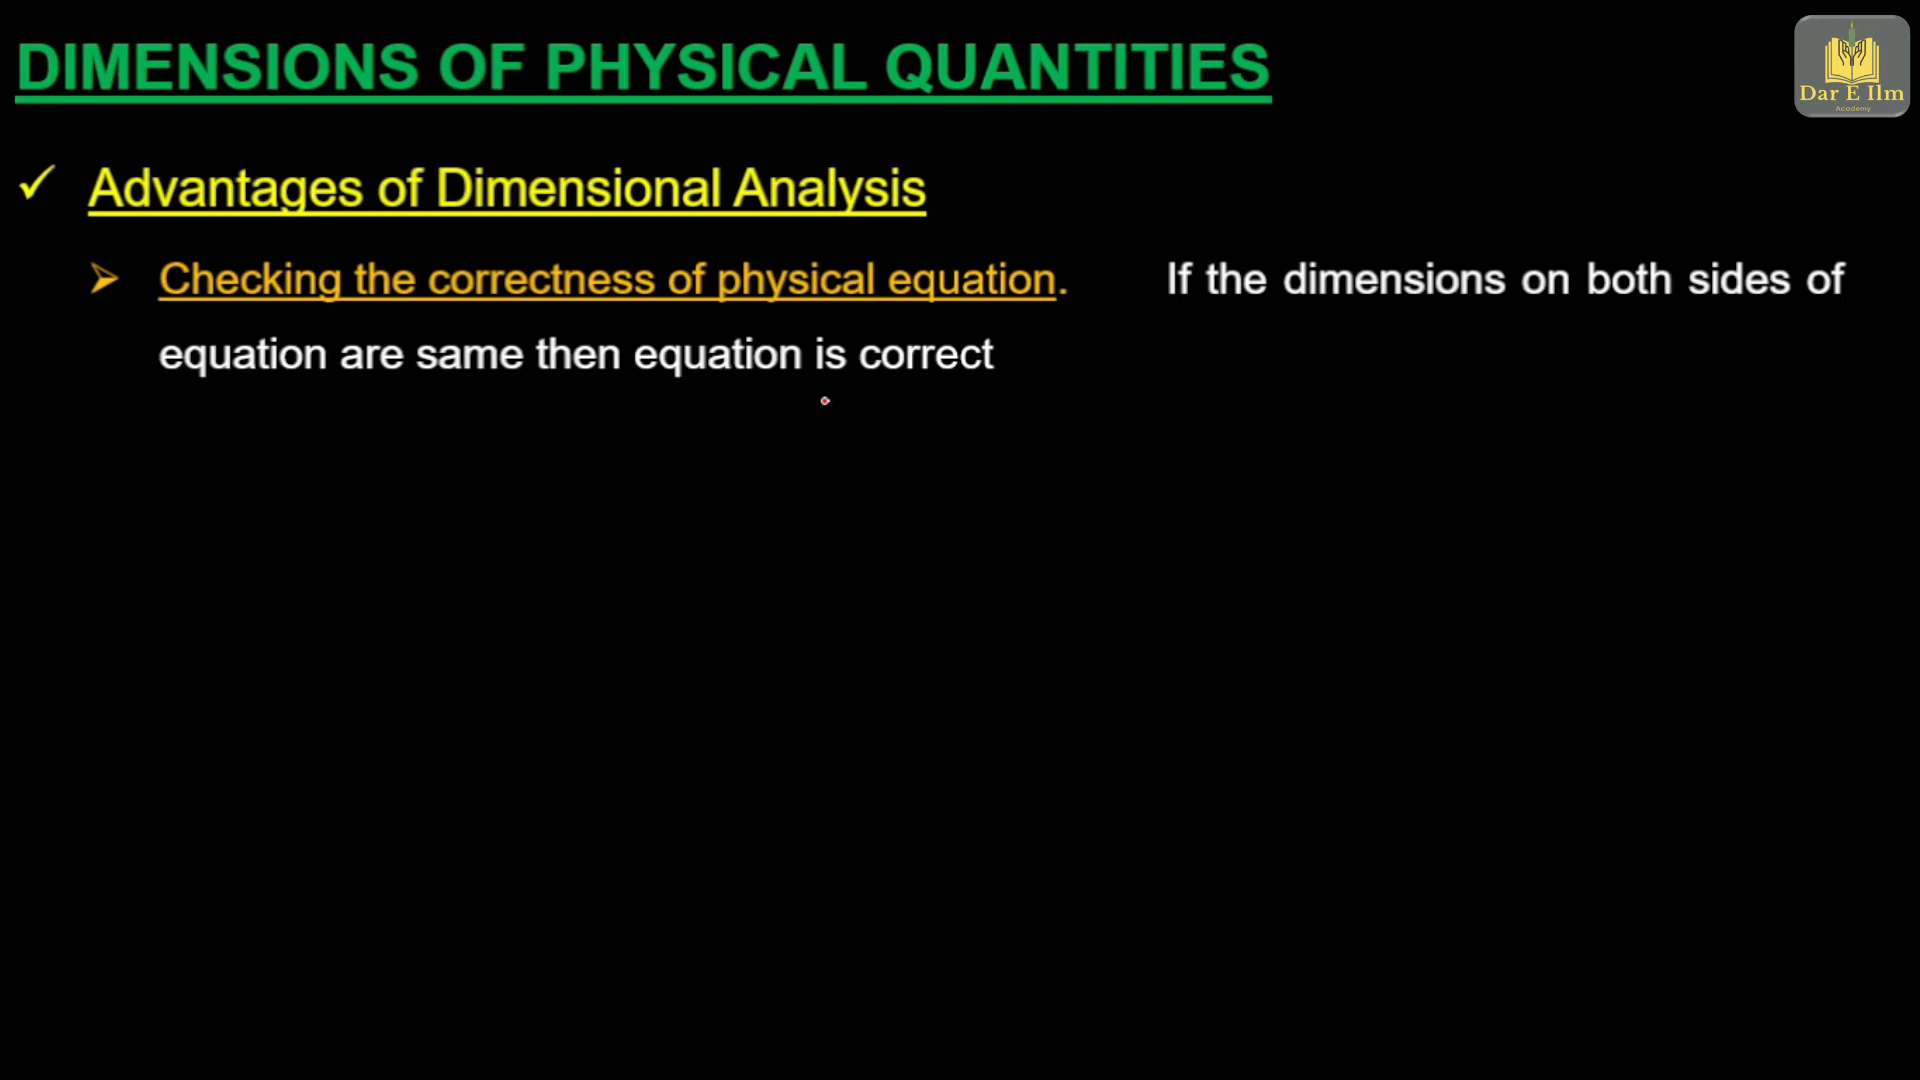 DIMENSIONS OF PHYSICAL QUANTITIES
Dar E Ilm
Academy
✓ Advantages of Dimensional Analysis
➢ Checking the correctness of physical equation. If the dimensions on both sides of
equation are same then equation is correct